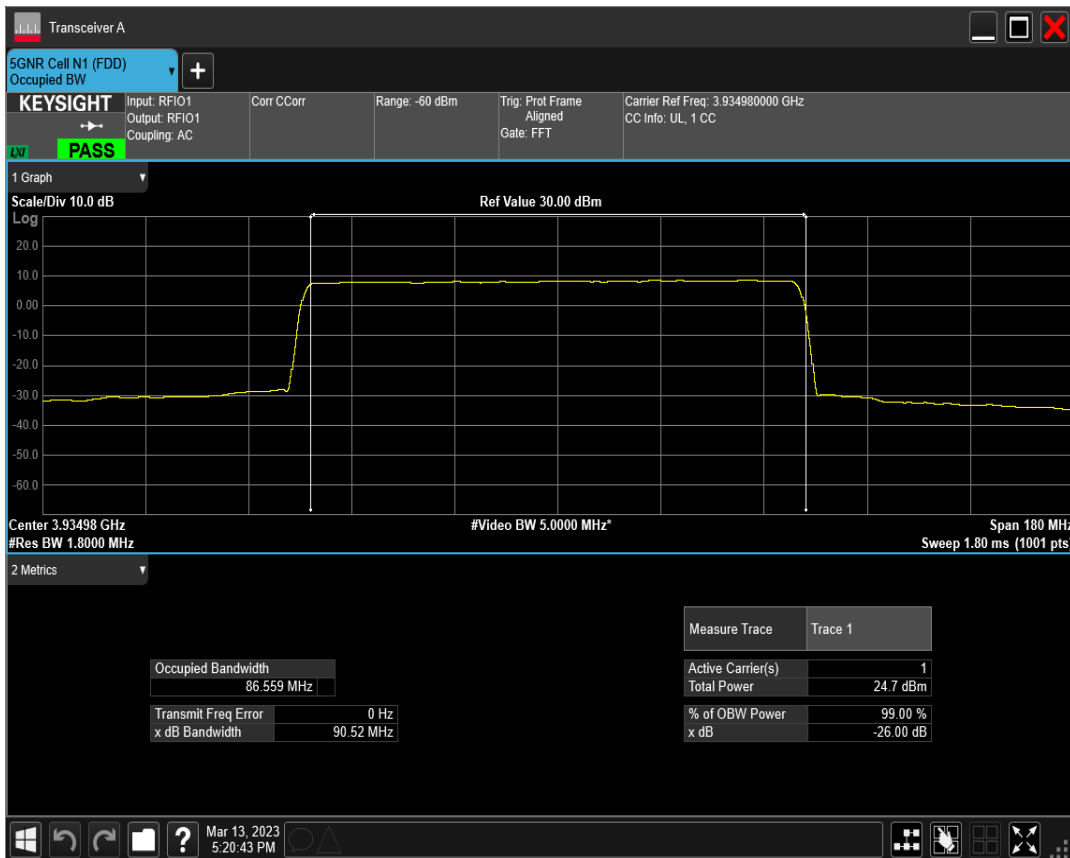 Transceiver A
5GNR Cell N1 (FDD)
Occupied BW
KEYSIGHT
LXI
PASS
Input: RFIO1
Output: RFIO1
Coupling: AC
Corr CCorr
Range: -60 dBm
Trig: Prot Frame
Aligned
Gate: FFT
Carrier Ref Freq: 3.934980000 GHz
CC Info: UL, 1 CC
1 Graph
Scale/Div 10.0 dB
Ref Value 30.00 dBm
Log
20.0
10.0
0.00
-10.0
-20.0
-30.0
-40.0
-50.0
-60.0
Center 3.93498 GHz
#Video BW 5.0000 MHz*
Span 180 MHz
#Res BW 1.8000 MHz
Sweep 1.80 ms (1001 pts)
2 Metrics
Measure Trace Trace 1
Occupied Bandwidth
86.559 MHz
Transmit Freq Error 0 Hz
x dB Bandwidth 90.52 MHz
Active Carrier(s) 1
Total Power 24.7 dBm
% of OBW Power 99.00 %
x dB -26.00 dB
?
Mar 13, 2023
5:20:43 PM